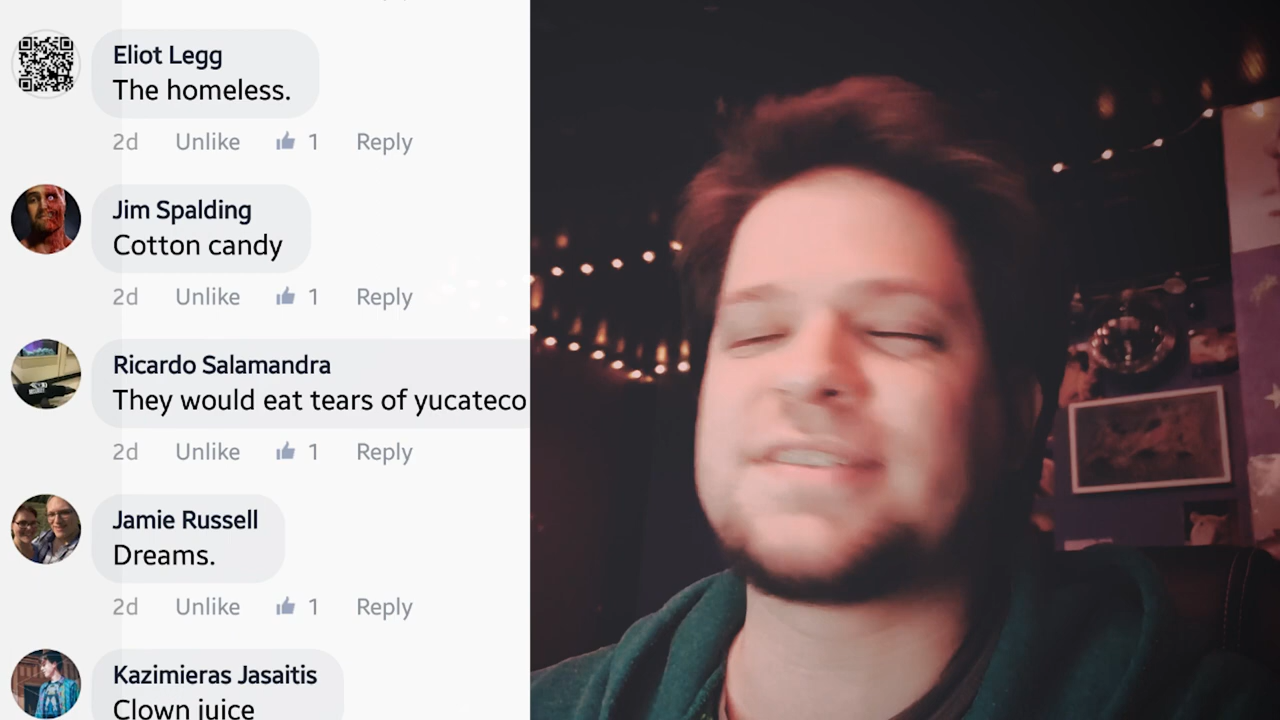 Eliot Legg
The homeless.
2d Unlike 1 Reply
Jim Spalding
Cotton candy
2d Unlike 1 Reply
Ricardo Salamandra
They would eat tears of yucateco
2d Unlike 1 Reply
Jamie Russell
Dreams.
2d Unlike 1 Reply
Kazimieras Jasaitis
Clown juice